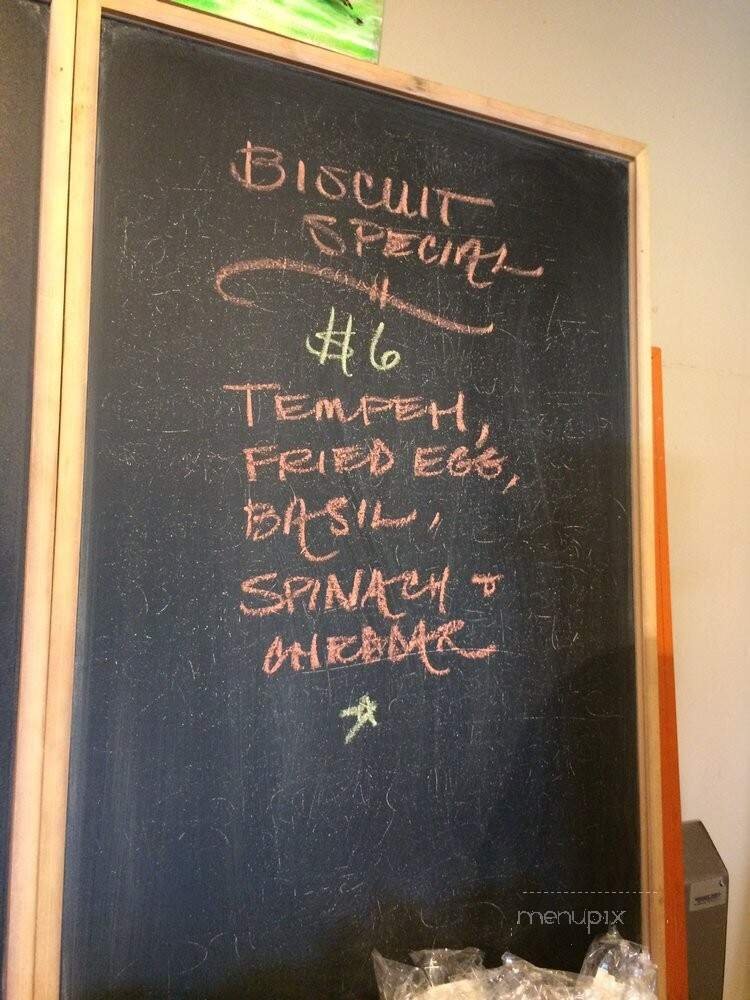 BISCUIT
SPECIAL
#6
TEMPEH,
FRIED EGG,
BASIL,
SPINACH &
CHEDDAR
menupix